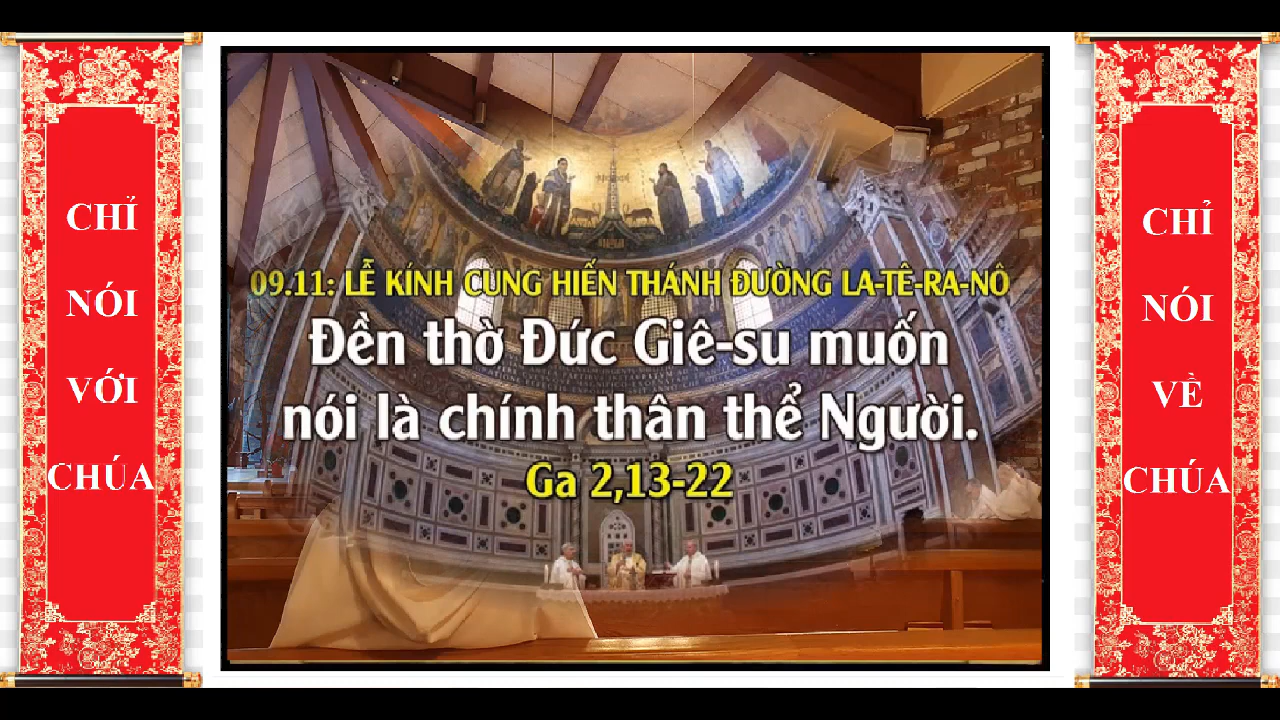 CHỈ
NÓI
VỚI
CHÚA
09.11: LỄ KÍNH CUNG HIẾN THÁNH ĐƯỜNG LA-TÊ-RA-NÔ
Đền thờ Đức Giê-su muốn
nói là chính thân thể Người.
Ga 2,13-22
CHỈ
NÓI
VỀ
CHÚA